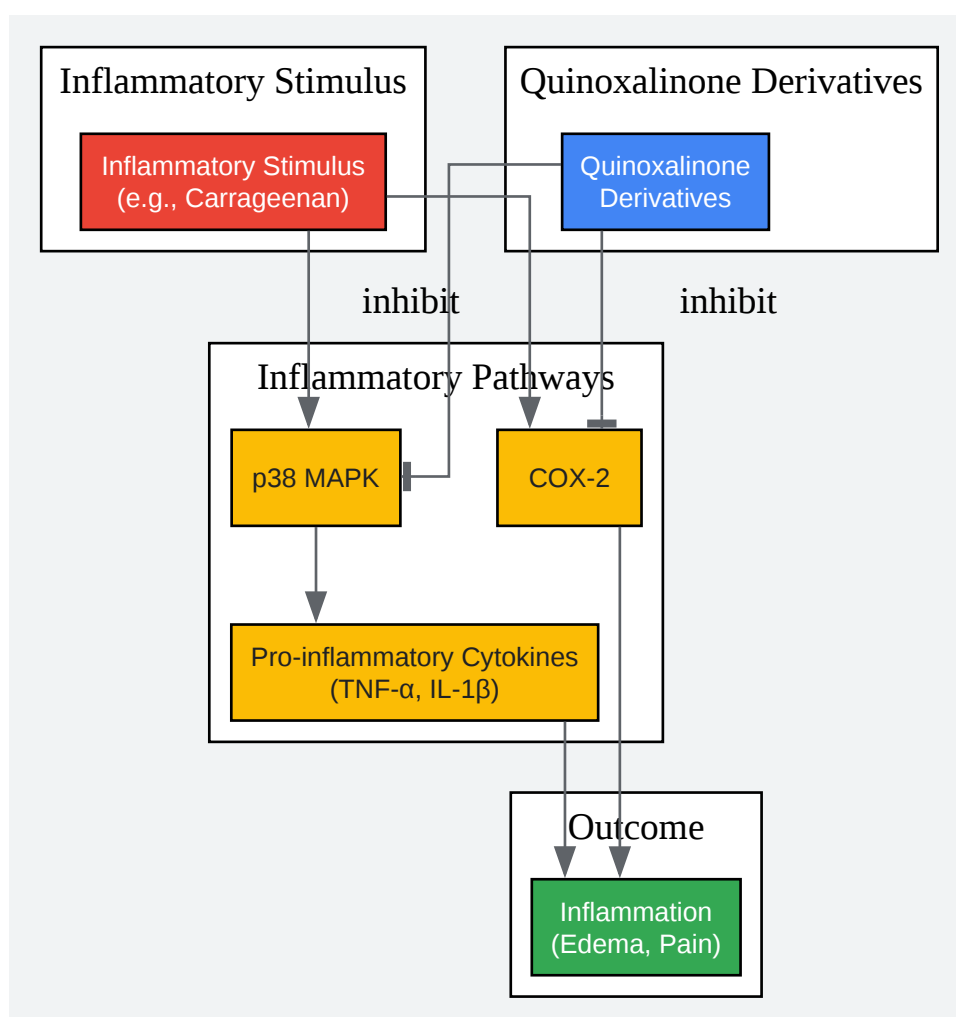 Inflammatory Stimulus
Quinoxalinone Derivatives
Inflammatory Stimulus
(e.g., Carrageenan)
Quinoxalinone
Derivatives
inhibit
inhibit
Inflammatory Pathways
p38 MAPK
COX-2
Pro-inflammatory Cytokines
(TNF-α, IL-1β)
Outcome
Inflammation
(Edema, Pain)